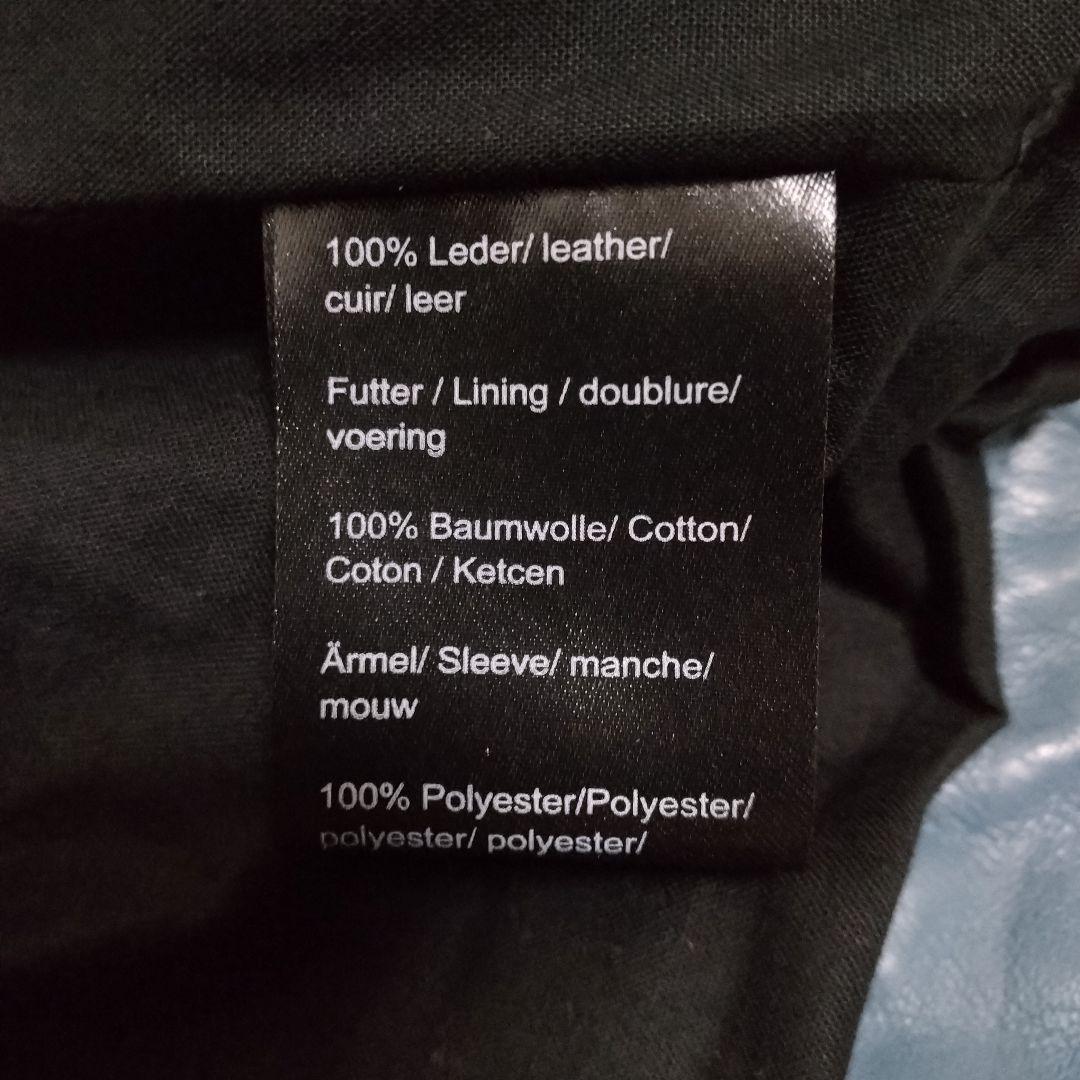 100% Leder/ leather/
cuir/ leer
Futter / Lining / doublure/
voering
100% Baumwolle/ Cotton/
Coton / Ketcen
Ärmel/ Sleeve/ manche/
mouw
100% Polyester/Polyester/
polyester/ polyester/